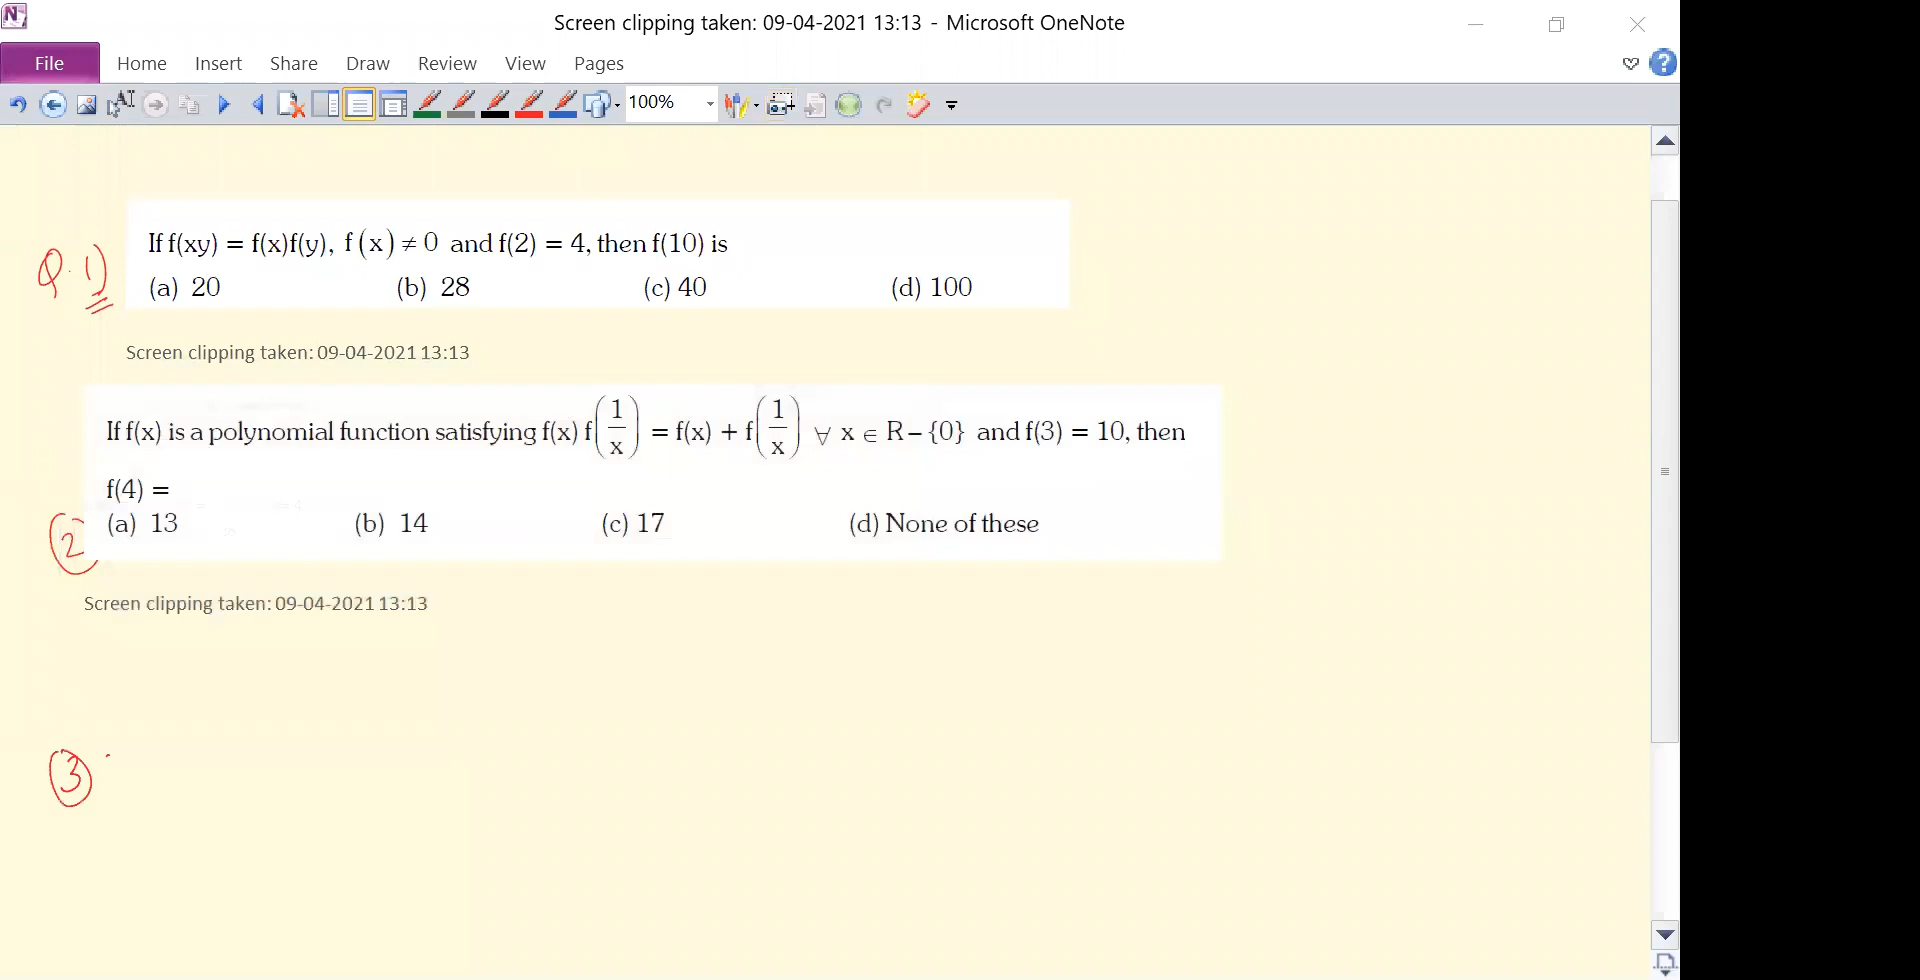 Screen clipping taken: 09-04-2021 13:13 - Microsoft OneNote
File Home Insert Share Draw Review View Pages
100%
Q.1)
If f(xy) = f(x)f(y), f(x) ≠ 0 and f(2) = 4, then f(10) is
(a) 20 (b) 28 (c) 40 (d) 100
Screen clipping taken: 09-04-2021 13:13
If f(x) is a polynomial function satisfying f(x) f(1/x) = f(x) + f(1/x) ∀ x ∈ R – {0} and f(3) = 10, then
f(4) =
2 (a) 13 (b) 14 (c) 17 (d) None of these
Screen clipping taken: 09-04-2021 13:13
3